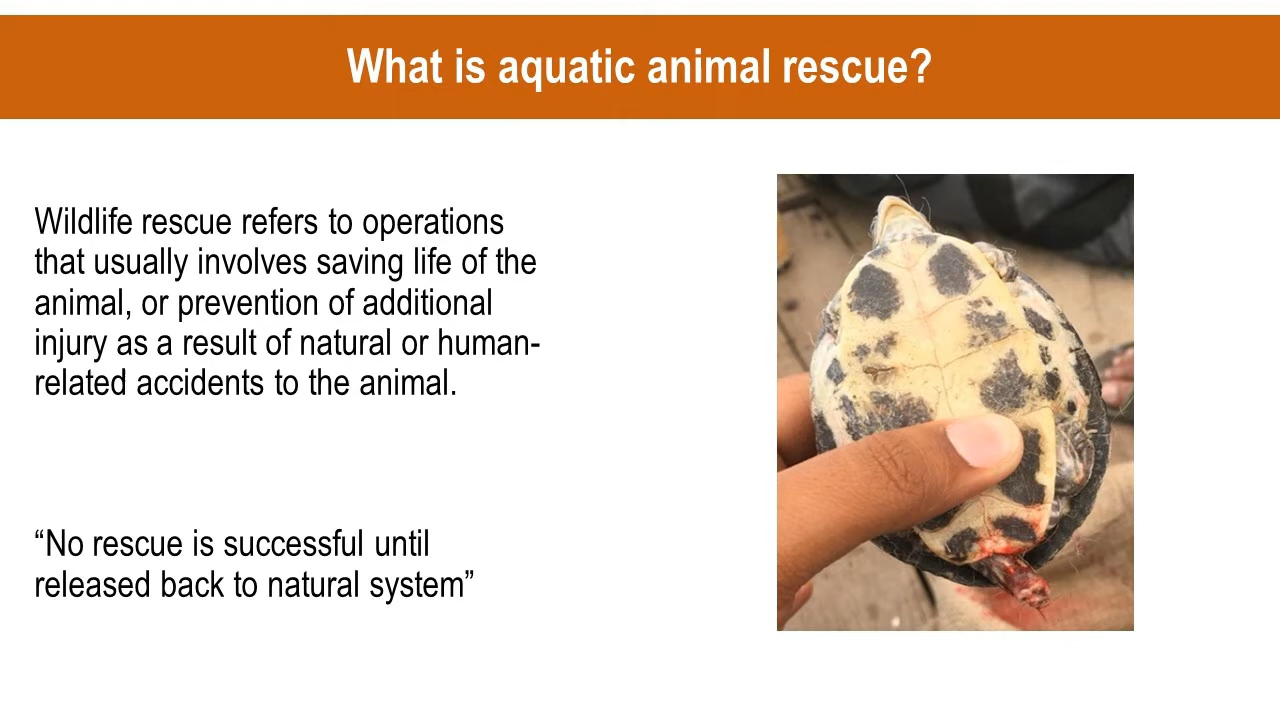 What is aquatic animal rescue?
Wildlife rescue refers to operations
that usually involves saving life of the
animal, or prevention of additional
injury as a result of natural or human-
related accidents to the animal.
“No rescue is successful until
released back to natural system”